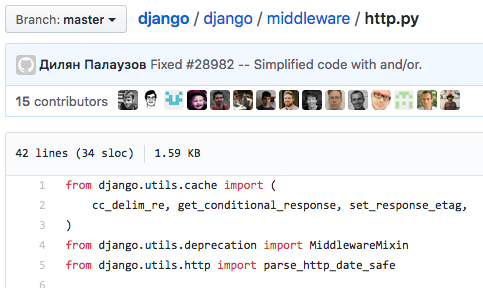 Branch: master django / django / middleware / http.py
Дилян Палаузов Fixed #28982 -- Simplified code with and/or.
15 contributors
42 lines (34 sloc) 1.59 KB
1 from django.utils.cache import (
2 cc_delim_re, get_conditional_response, set_response_etag,
3 )
4 from django.utils.deprecation import MiddlewareMixin
5 from django.utils.http import parse_http_date_safe
6